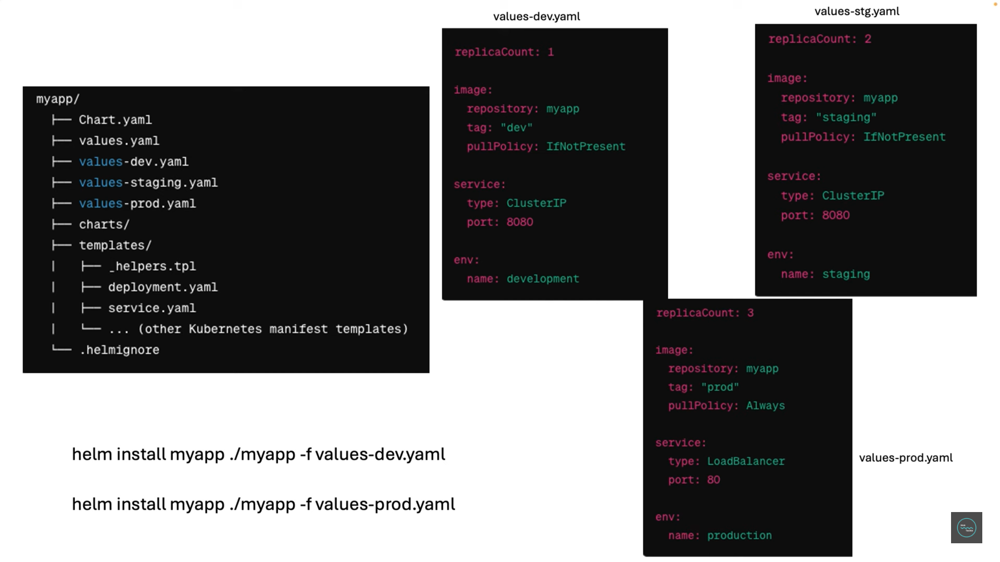 myapp/
├── Chart.yaml
├── values.yaml
├── values-dev.yaml
├── values-staging.yaml
├── values-prod.yaml
├── charts/
├── templates/
│   ├── _helpers.tpl
│   ├── deployment.yaml
│   ├── service.yaml
│   └── ... (other Kubernetes manifest templates)
└── .helmignore
helm install myapp ./myapp -f values-dev.yaml
helm install myapp ./myapp -f values-prod.yaml
values-dev.yaml
replicaCount: 1
image:
  repository: myapp
  tag: "dev"
  pullPolicy: IfNotPresent
service:
  type: ClusterIP
  port: 8080
env:
  name: development
values-stg.yaml
replicaCount: 2
image:
  repository: myapp
  tag: "staging"
  pullPolicy: IfNotPresent
service:
  type: ClusterIP
  port: 8080
env:
  name: staging
replicaCount: 3
image:
  repository: myapp
  tag: "prod"
  pullPolicy: Always
service:
  type: LoadBalancer
  port: 80
env:
  name: production
values-prod.yaml
Java
Techie